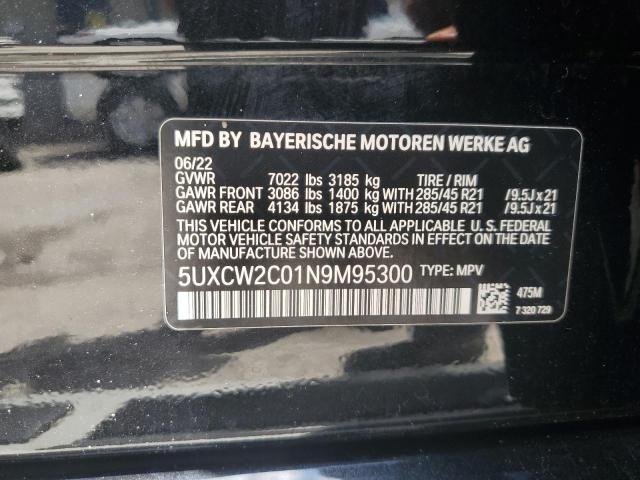 MFD BY BAYERISCHE MOTOREN WERKE AG
06/22
GVWR 7022 lbs 3185 kg TIRE / RIM
GAWR FRONT 3086 lbs 1400 kg WITH 285/45 R21 /9.5J x 21
GAWR REAR 4134 lbs 1875 kg WITH 285/45 R21 /9.5J x 21
THIS VEHICLE CONFORMS TO ALL APPLICABLE U. S. FEDERAL
MOTOR VEHICLE SAFETY STANDARDS IN EFFECT ON THE DATE
OF MANUFACTURE SHOWN ABOVE.
5UXCW2C01N9M95300 TYPE: MPV
475M
7 320 720